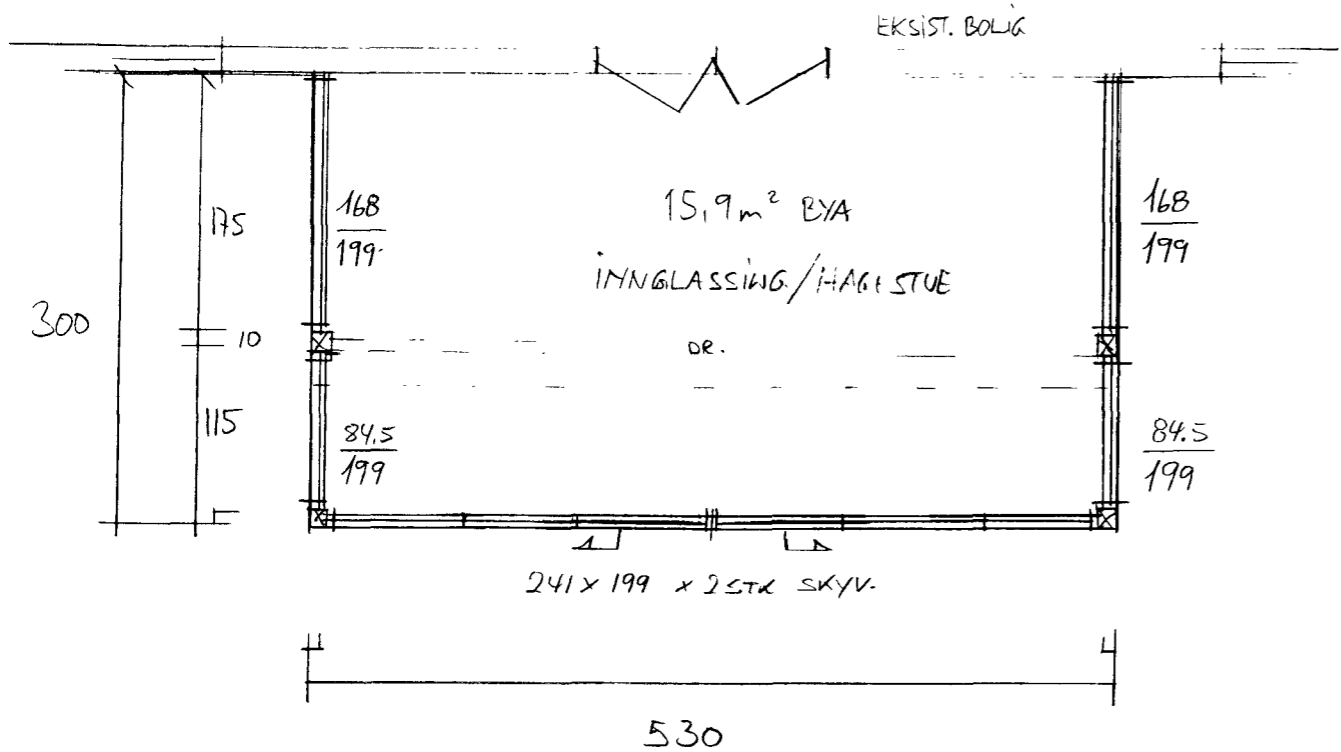 EKSIST. BOLIG
175
168
199
15,9 m² BYA
168
199
INNGLASSING/HAGESTUE
300
10
DR.
115
84,5
199
84.5
199
241 x 199 x 2 STK SKYV.
530